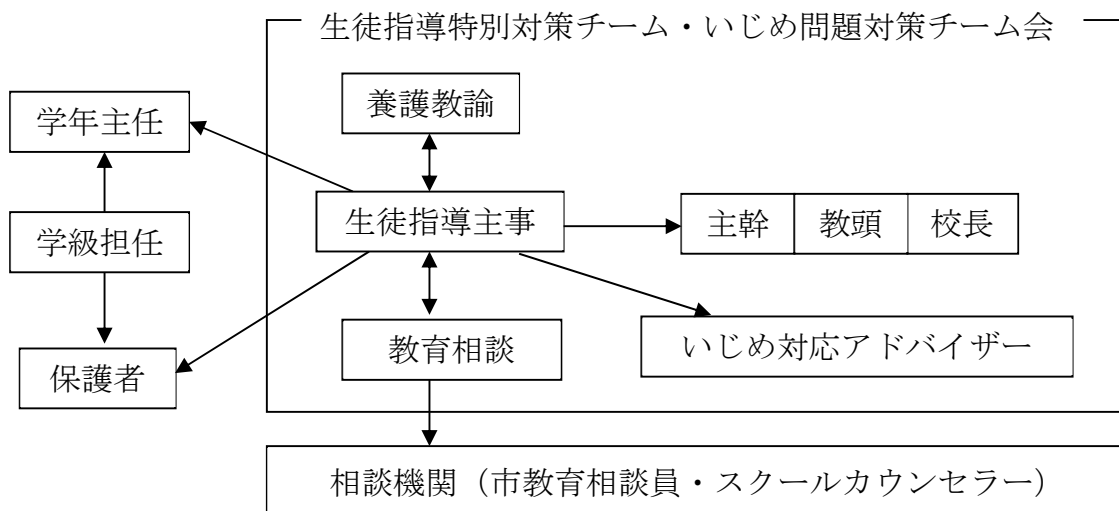 生徒指導特別対策チーム・いじめ問題対策チーム会
養護教諭
学年主任
生徒指導主事
主幹 教頭 校長
学級担任
教育相談
いじめ対応アドバイザー
保護者
相談機関（市教育相談員・スクールカウンセラー）